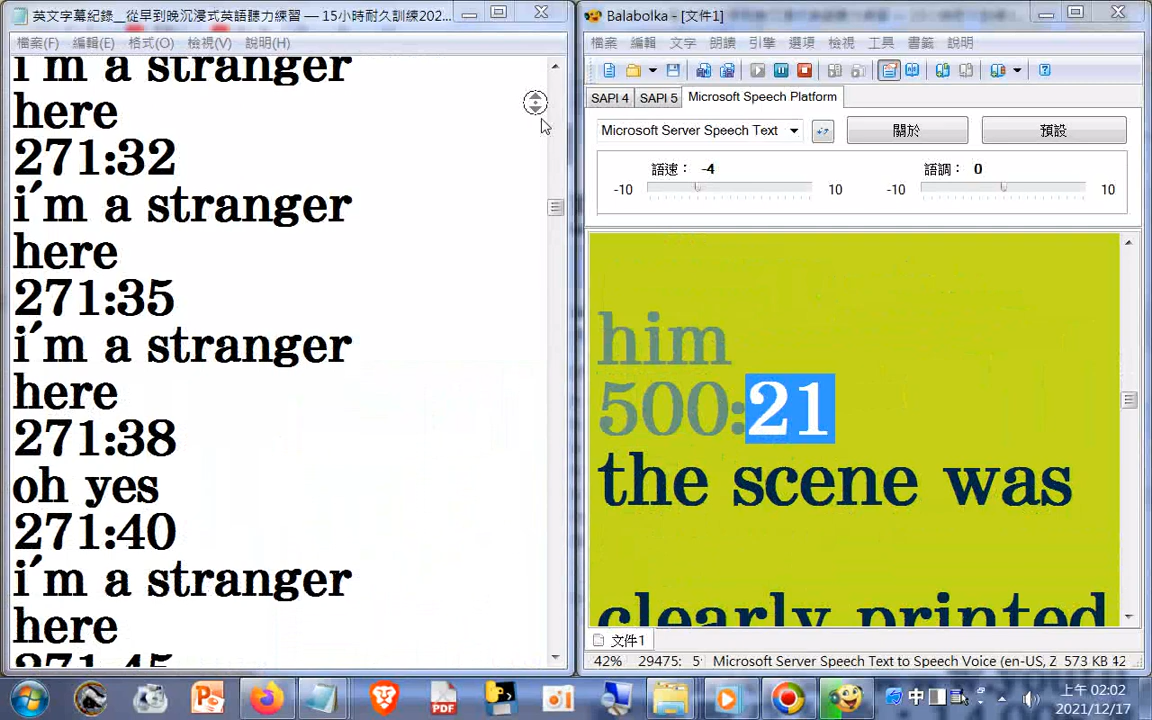 英文字幕紀錄__從早到晚沉浸式英語聽力練習 — 15小時耐久訓練202...
檔案(F) 編輯(E) 格式(O) 檢視(V) 說明(H)
i'm a stranger
here
271:32
i'm a stranger
here
271:35
i'm a stranger
here
271:38
oh yes
271:40
i'm a stranger
here
271:45
Balabolka - [文件1]
檔案 編輯 文字 朗讀 引擎 選項 檢視 工具 書籤 說明
SAPI 4 SAPI 5 Microsoft Speech Platform
Microsoft Server Speech Text 關於 預設
語速： -4 語調： 0
-10 10 -10 10
him
500:21
the scene was
clearly printed
文件1
42% 29475: 5 Microsoft Server Speech Text to Speech Voice (en-US, Z 573 KB 42
PDF
中
上午 02:02
2021/12/17